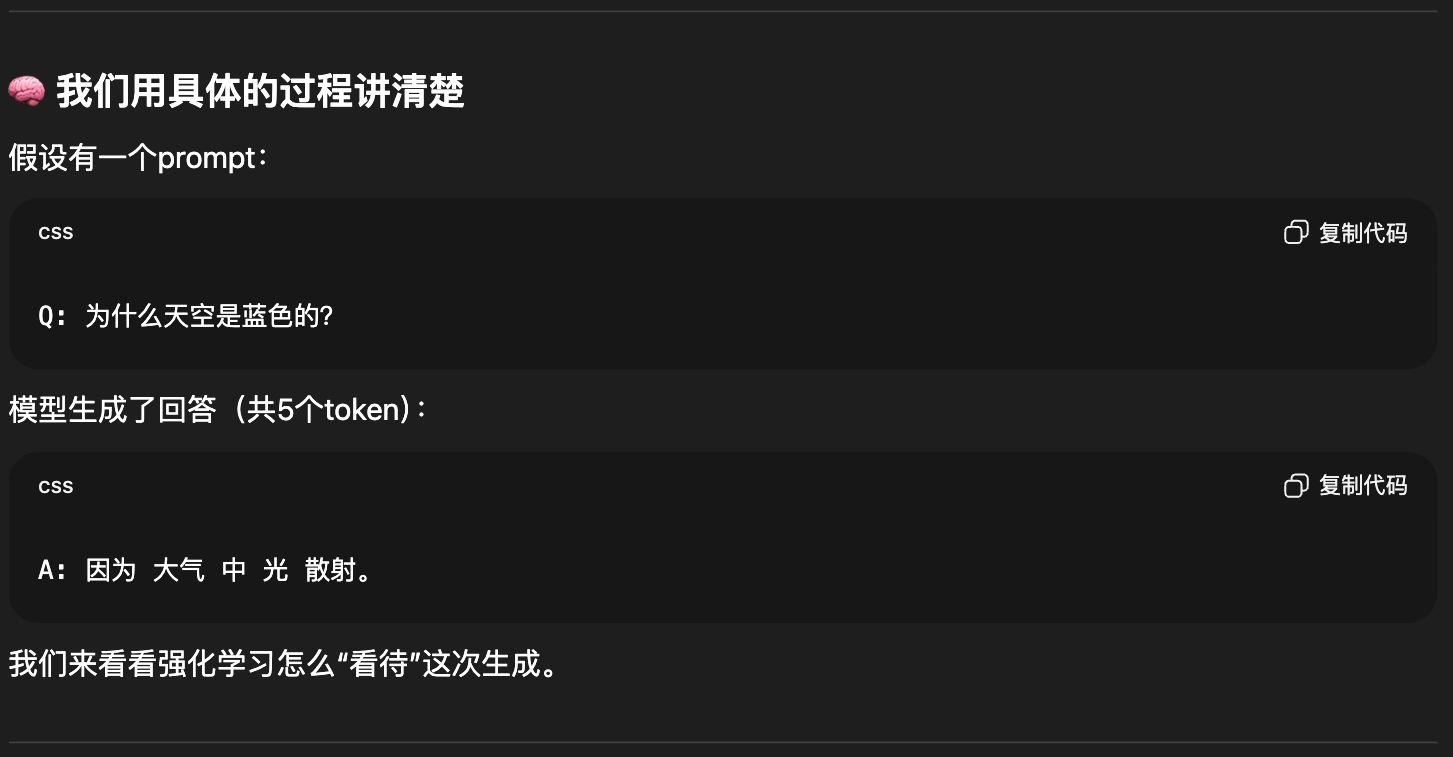 🧠 我们用具体的过程讲清楚
假设有一个prompt：
css
复制代码
Q: 为什么天空是蓝色的？
模型生成了回答（共5个token）：
css
复制代码
A: 因为 大气 中 光 散射。
我们来看看强化学习怎么“看待”这次生成。